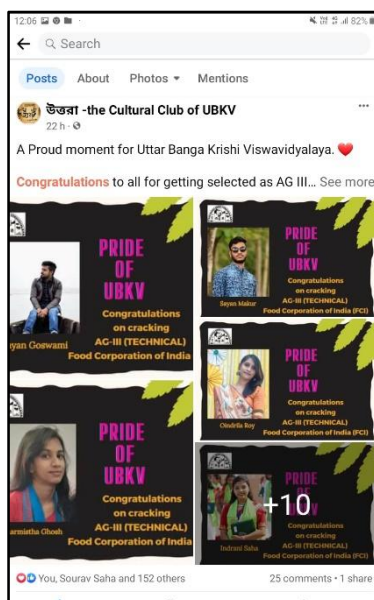 12:06
82%
Search
Posts About Photos Mentions
উত্তরা -the Cultural Club of UBKV
22 h
A Proud moment for Uttar Banga Krishi Viswavidyalaya.
Congratulations to all for getting selected as AG III... See more
PRIDE
OF
UBKV
Congratulations
on cracking
AG-III (TECHNICAL)
Food Corporation of India
yan Goswami
PRIDE
OF
UBKV
Congratulations
on cracking
AG-III (TECHNICAL)
Food Corporation of India (FCI)
Sayan Makur
PRIDE
OF
UBKV
Congratulations
on cracking
AG-III (TECHNICAL)
Food Corporation of India (FCI)
Oindrila Roy
PRIDE
OF
UBKV
Congratulations
on cracking
AG-III (TECHNICAL)
Food Corporation of India
armistha Ghosh
PRIDE
OF
UBKV
Congratulations
on cracking
AG-III (TECHNICAL)
Food Corporation of India (FCI)
Indrani Saha
+10
You, Sourav Saha and 152 others
25 comments • 1 share